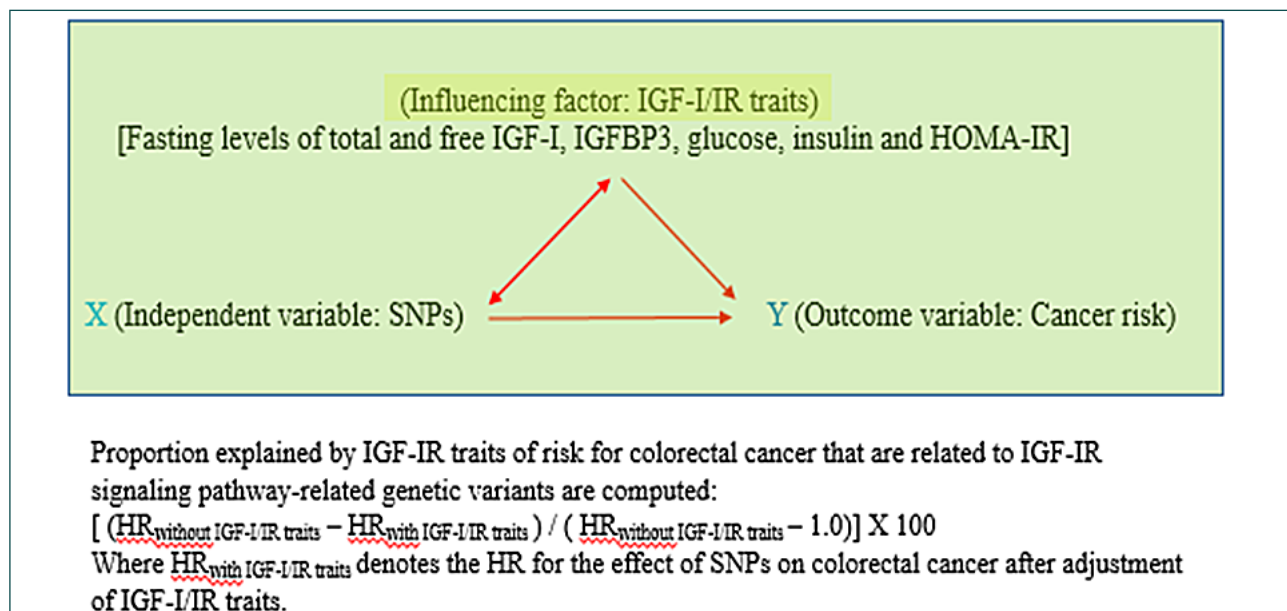 (Influencing factor: IGF-I/IR traits)
[Fasting levels of total and free IGF-I, IGFBP3, glucose, insulin and HOMA-IR]
X (Independent variable: SNPs)
Y (Outcome variable: Cancer risk)
Proportion explained by IGF-IR traits of risk for colorectal cancer that are related to IGF-IR
signaling pathway-related genetic variants are computed:
[ (HRwithout IGF-I/IR traits – HRwith IGF-I/IR traits ) / ( HRwithout IGF-I/IR traits – 1.0)] X 100
Where HRwith IGF-I/IR traits denotes the HR for the effect of SNPs on colorectal cancer after adjustment
of IGF-I/IR traits.